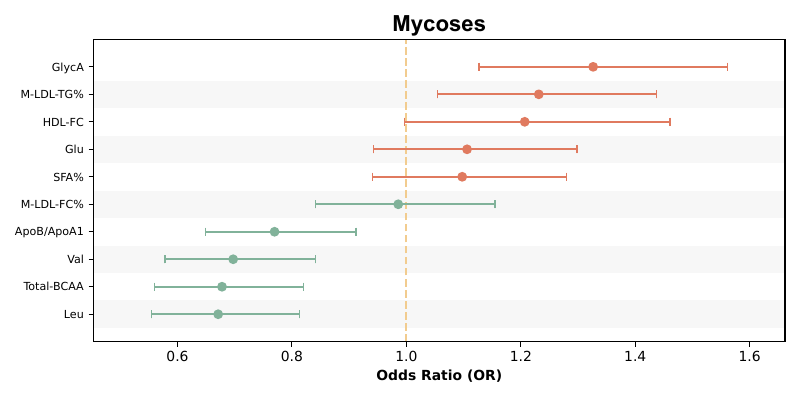 Mycoses
GlycA
M-LDL-TG%
HDL-FC
Glu
SFA%
M-LDL-FC%
ApoB/ApoA1
Val
Total-BCAA
Leu
0.6 0.8 1.0 1.2 1.4 1.6
Odds Ratio (OR)